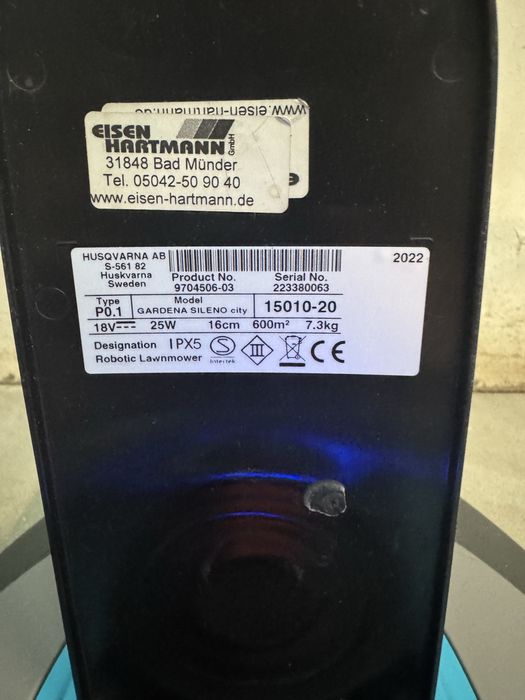 www.eisen-hartmann.de
EISEN
HARTMANN GmbH
31848 Bad Münder
Tel. 05042-50 90 40
www.eisen-hartmann.de
HUSQVARNA AB
S-561 82
Huskvarna
Sweden
2022
Product No. Serial No.
9704506-03 223380063
Type Model
P0.1 GARDENA SILENO city 15010-20
18V 25W 16cm 600m² 7.3kg
Designation IPX5 S III CE
Robotic Lawnmower Intertek